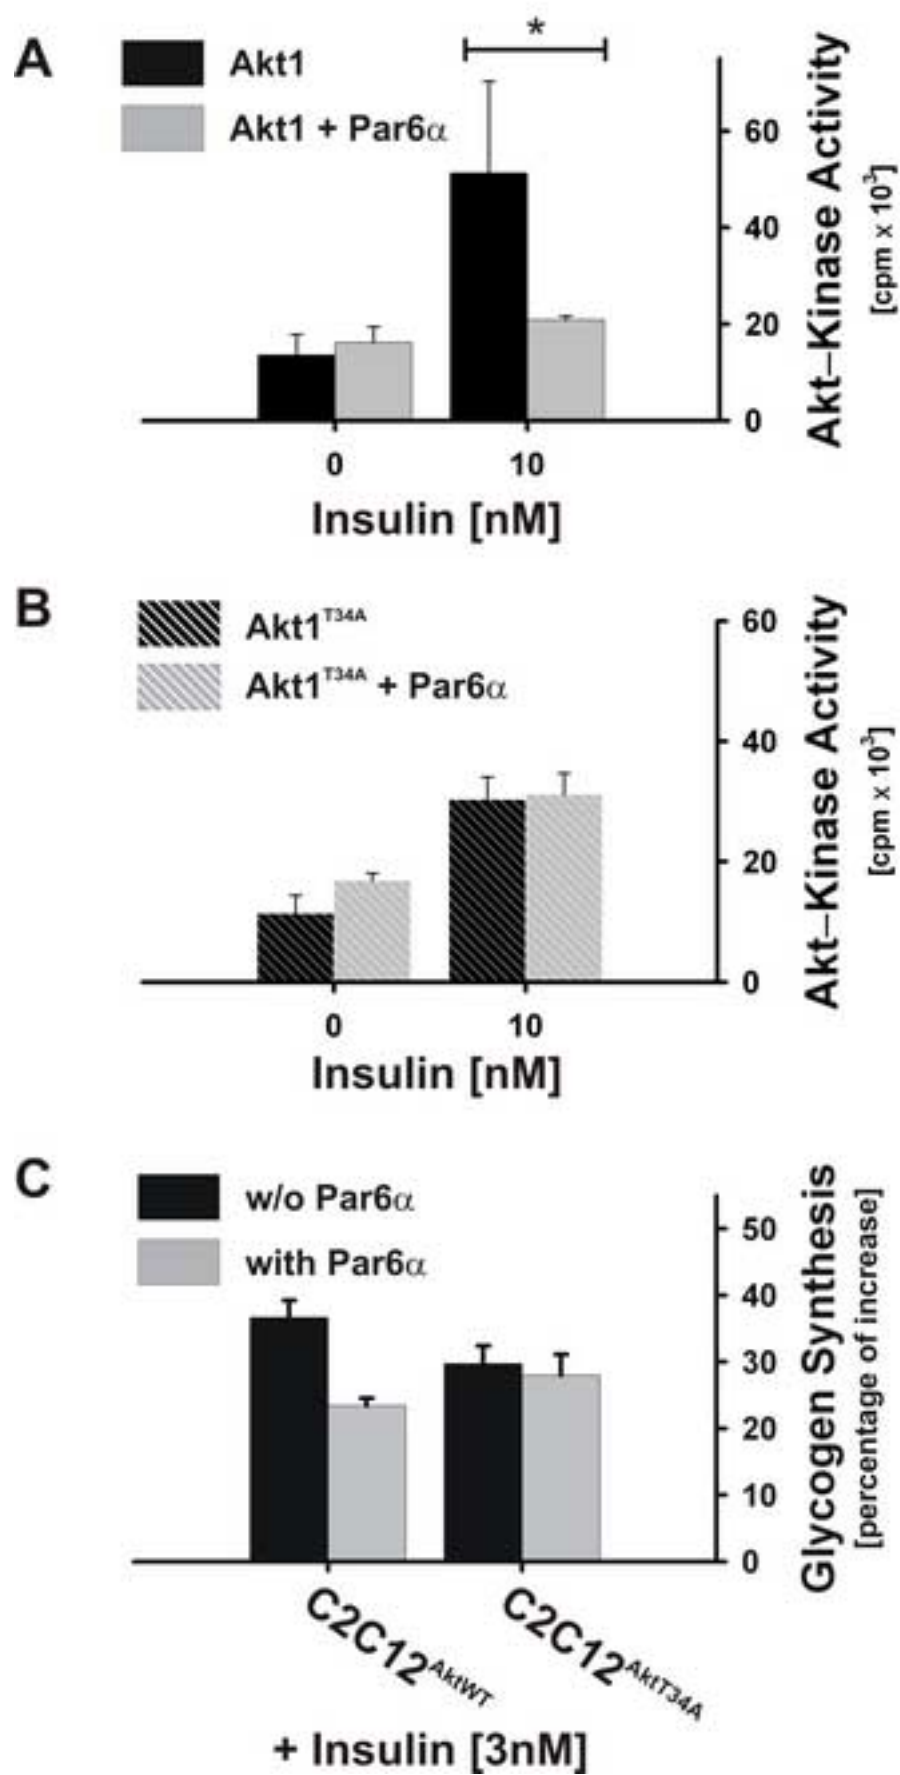 A
Akt1
Akt1 + Par6α
*
60
40
20
0
Akt–Kinase Activity
[cpm x 10³]
0
10
Insulin [nM]
B
Akt1ᵀ³⁴ᴬ
Akt1ᵀ³⁴ᴬ + Par6α
60
40
20
0
Akt–Kinase Activity
[cpm x 10³]
0
10
Insulin [nM]
C
w/o Par6α
with Par6α
50
40
30
20
10
0
Glycogen Synthesis
[percentage of increase]
C2C12AktWT
C2C12AktT34A
+ Insulin [3nM]